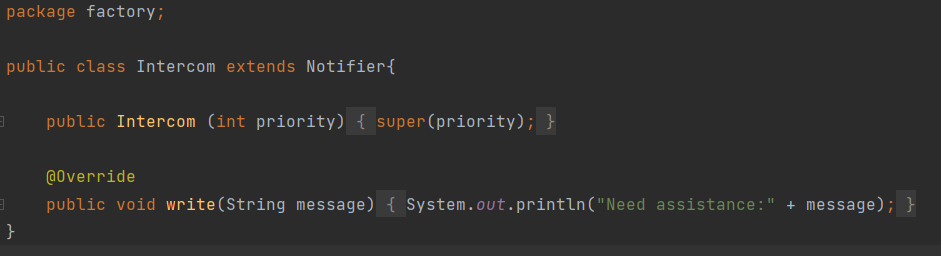 package factory;
public class Intercom extends Notifier{
public Intercom (int priority) { super(priority); }
@Override
public void write(String message) { System.out.println("Need assistance:" + message); }
}